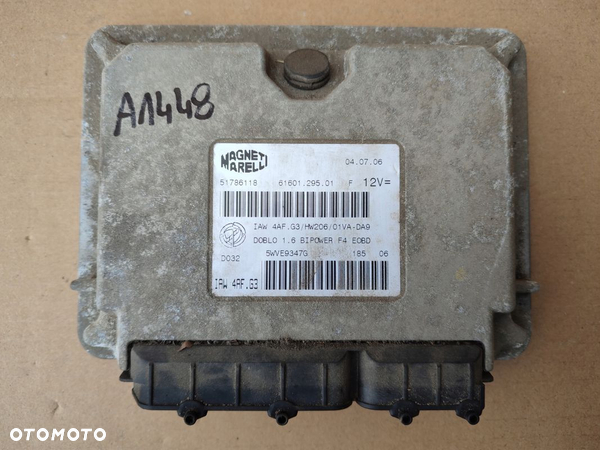 A1448
MAGNETI
MARELLI
04.07.06
51786118 61601.295.01 F 12V=
IAW 4AF.G3/HW206/01VA-DA9
DOBLO 1.6 BIPOWER F4 EOBD
D032 5WVE9347G 185 06
IAW 4AF.G3
OTOMOTO